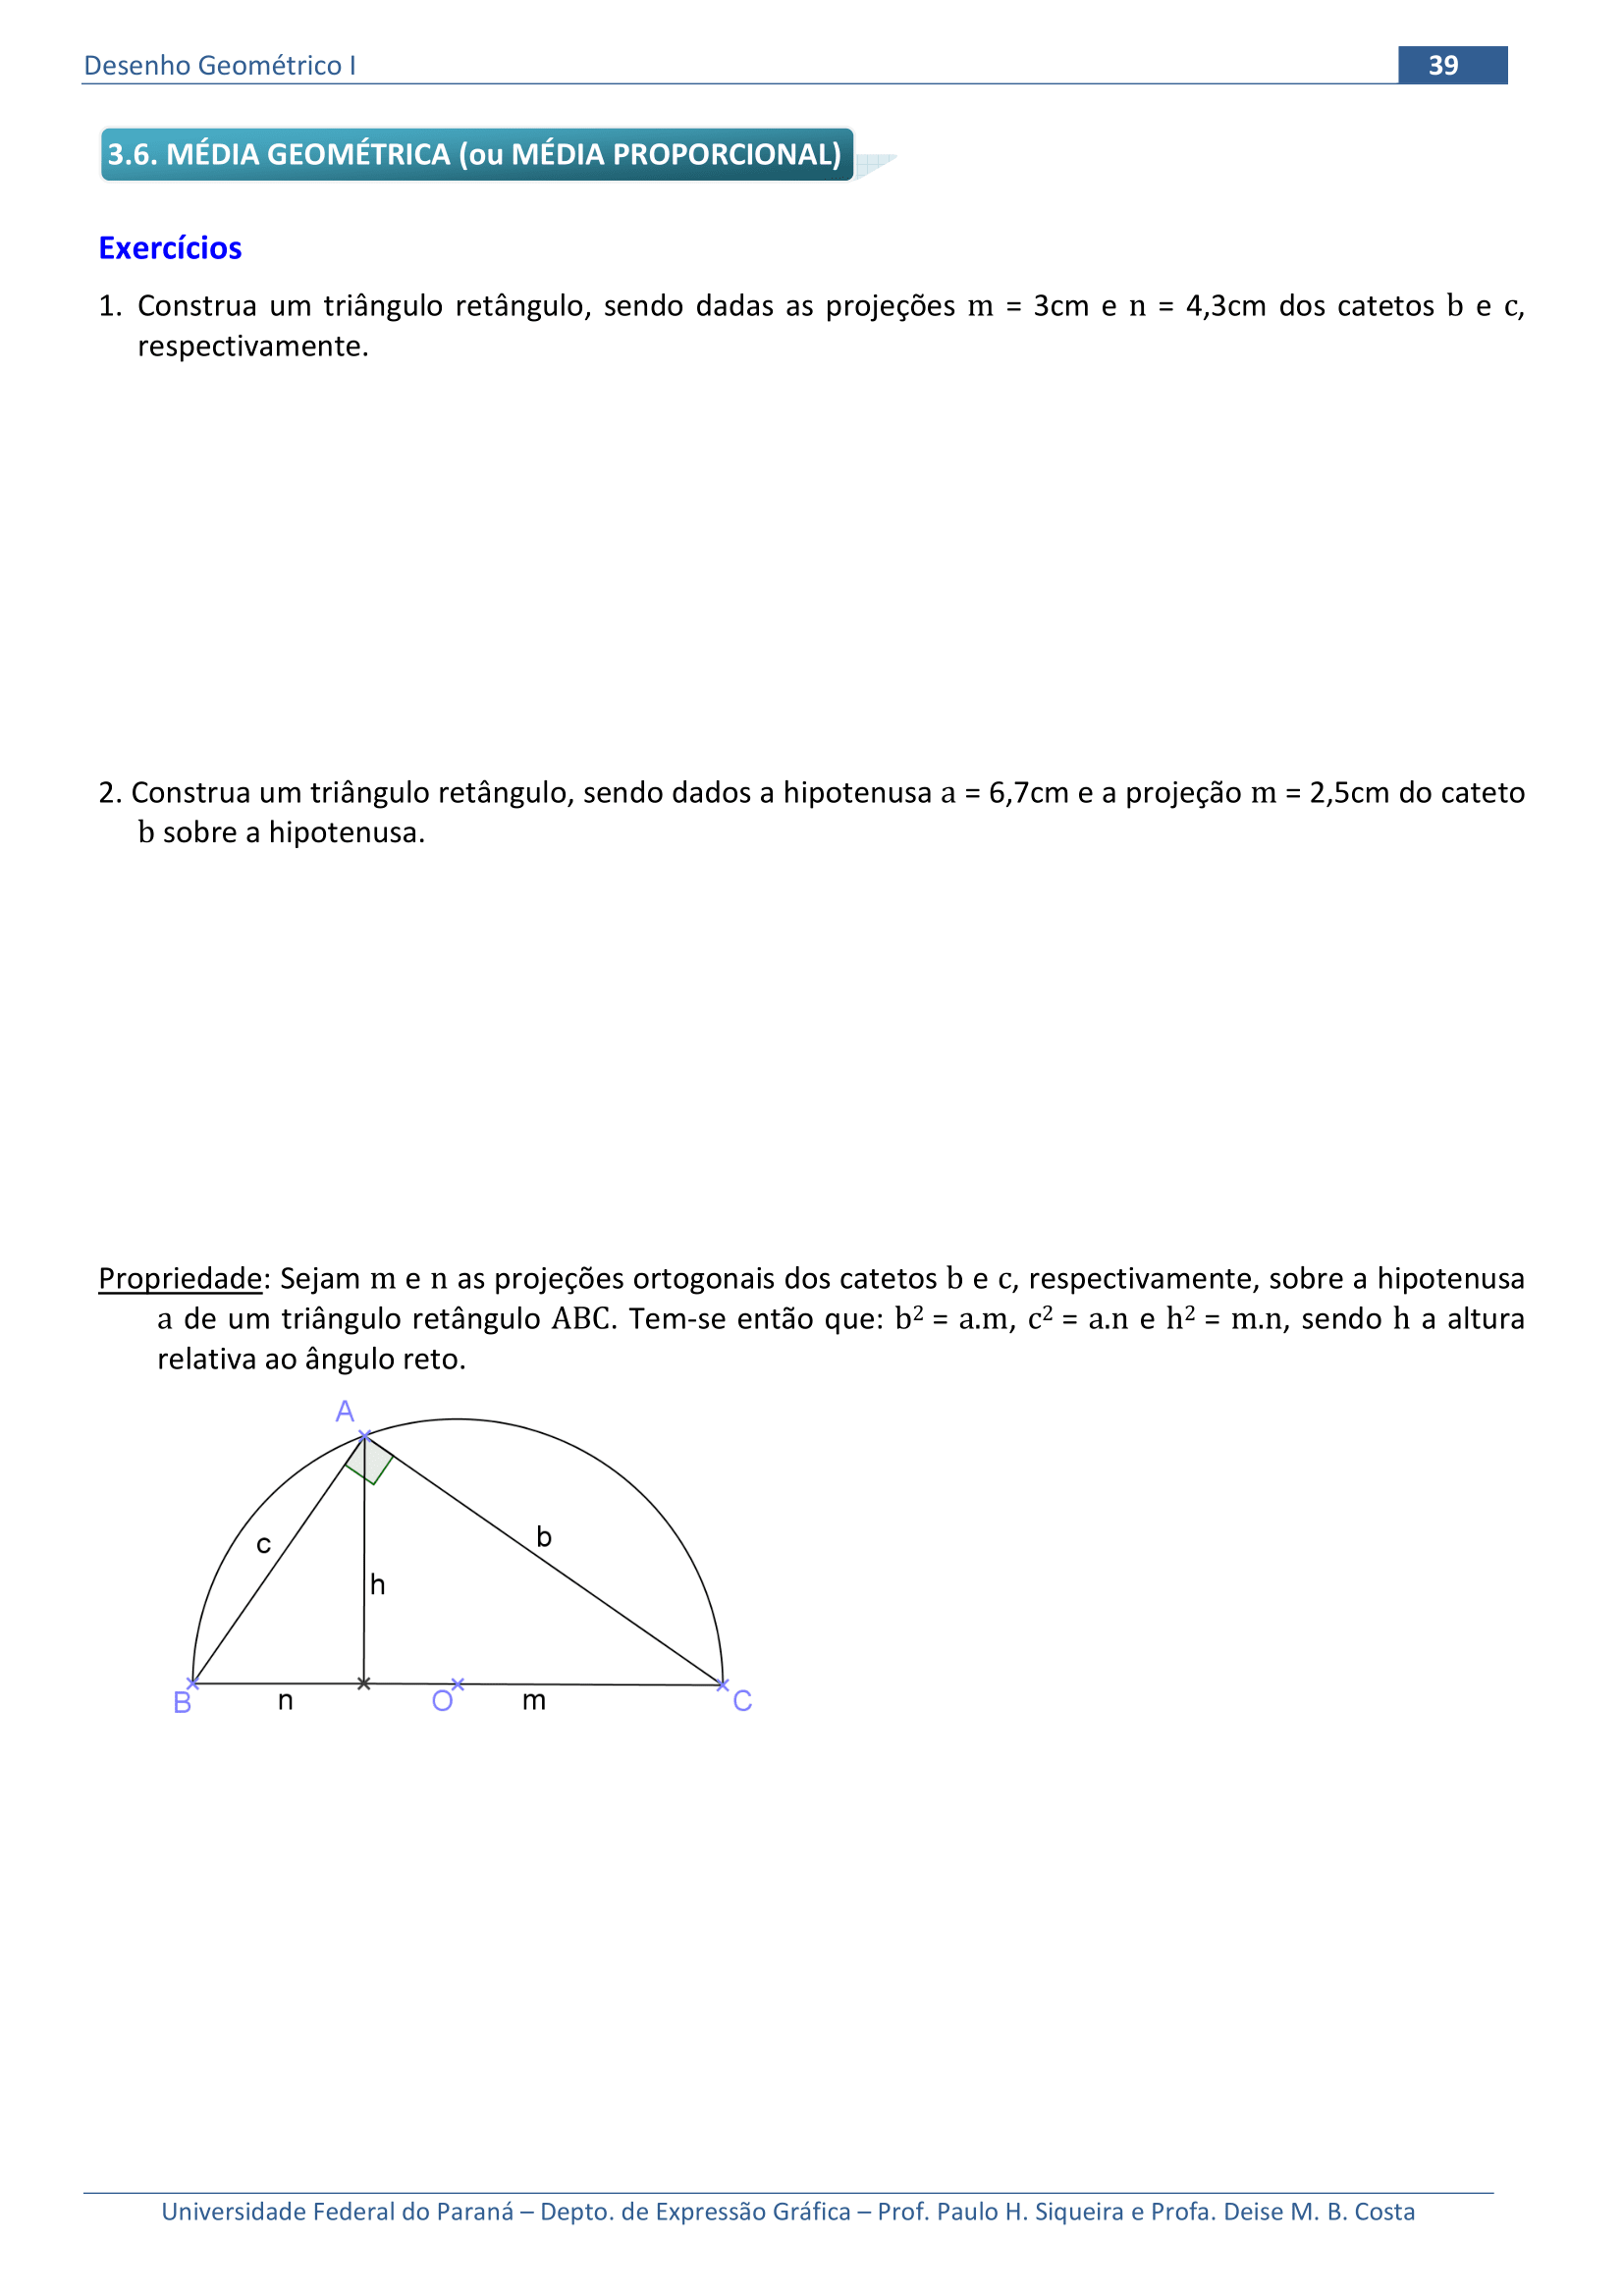 Desenho Geométrico I
39
3.6. MÉDIA GEOMÉTRICA (ou MÉDIA PROPORCIONAL)
Exercícios
1. Construa um triângulo retângulo, sendo dadas as projeções m = 3cm e n = 4,3cm dos catetos b e c,
respectivamente.
2. Construa um triângulo retângulo, sendo dados a hipotenusa a = 6,7cm e a projeção m = 2,5cm do cateto
b sobre a hipotenusa.
Propriedade: Sejam m e n as projeções ortogonais dos catetos b e c, respectivamente, sobre a hipotenusa
a de um triângulo retângulo ABC. Tem-se então que: b² = a.m, c² = a.n e h² = m.n, sendo h a altura
relativa ao ângulo reto.
A
c
b
h
B
n
O
m
C
Universidade Federal do Paraná – Depto. de Expressão Gráfica – Prof. Paulo H. Siqueira e Profa. Deise M. B. Costa